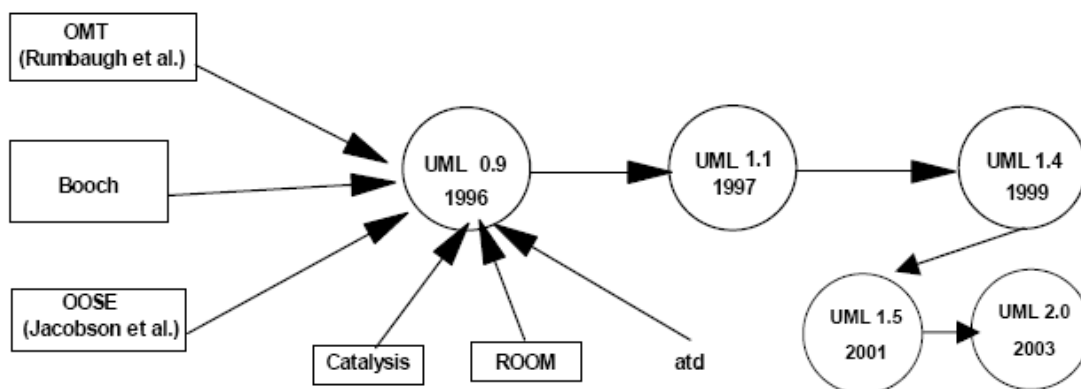 OMT
(Rumbaugh et al.)
Booch
OOSE
(Jacobson et al.)
UML 0.9
1996
UML 1.1
1997
UML 1.4
1999
Catalysis
ROOM
atd
UML 1.5
2001
UML 2.0
2003